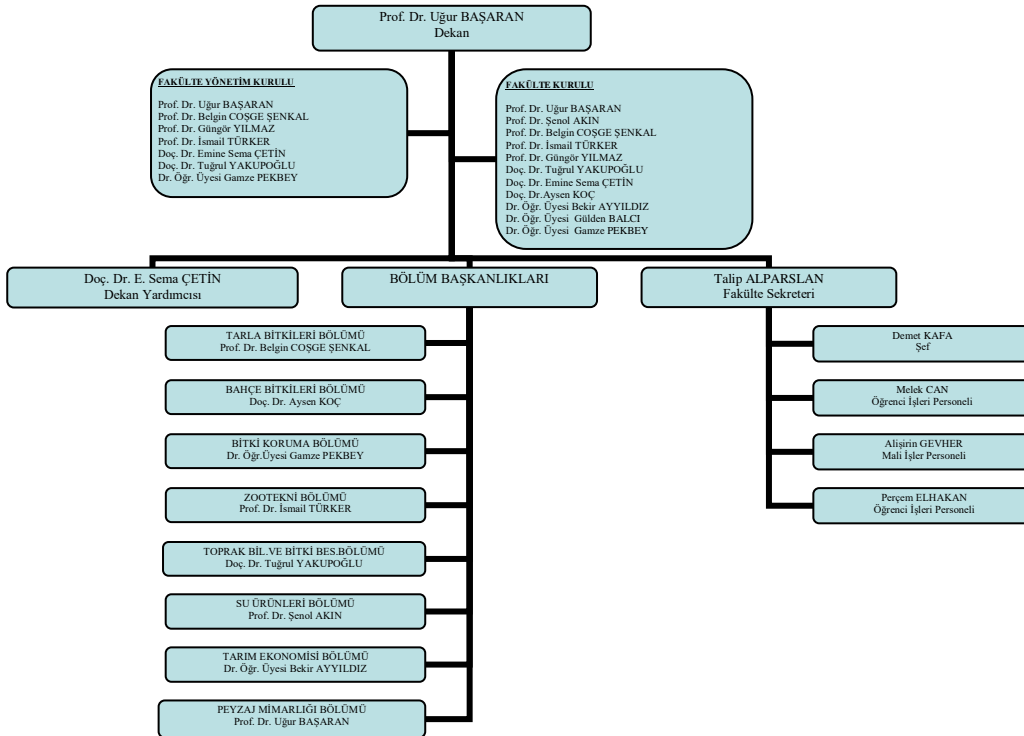 Prof. Dr. Uğur BAŞARAN
Dekan
FAKÜLTE YÖNETİM KURULU
Prof. Dr. Uğur BAŞARAN
Prof. Dr. Belgin COŞGE ŞENKAL
Prof. Dr. Güngör YILMAZ
Prof. Dr. İsmail TÜRKER
Doç. Dr. Emine Sema ÇETİN
Doç. Dr. Tuğrul YAKUPOĞLU
Dr. Öğr. Üyesi Gamze PEKBEY
FAKÜLTE KURULU
Prof. Dr. Uğur BAŞARAN
Prof. Dr. Şenol AKIN
Prof. Dr. Belgin COŞGE ŞENKAL
Prof. Dr. İsmail TÜRKER
Prof. Dr. Güngör YILMAZ
Doç. Dr. Tuğrul YAKUPOĞLU
Doç. Dr. Emine Sema ÇETİN
Doç. Dr.Aysen KOÇ
Dr. Öğr. Üyesi Bekir AYYILDIZ
Dr. Öğr. Üyesi Gülden BALCI
Dr. Öğr. Üyesi Gamze PEKBEY
Doç. Dr. E. Sema ÇETİN
Dekan Yardımcısı
BÖLÜM BAŞKANLIKLARI
Talip ALPARSLAN
Fakülte Sekreteri
TARLA BİTKİLERİ BÖLÜMÜ
Prof. Dr. Belgin COŞGE ŞENKAL
BAHÇE BİTKİLERİ BÖLÜMÜ
Doç. Dr. Aysen KOÇ
BİTKİ KORUMA BÖLÜMÜ
Dr. Öğr.Üyesi Gamze PEKBEY
ZOOTEKNİ BÖLÜMÜ
Prof. Dr. İsmail TÜRKER
TOPRAK BİL.VE BİTKİ BES.BÖLÜMÜ
Doç. Dr. Tuğrul YAKUPOĞLU
SU ÜRÜNLERİ BÖLÜMÜ
Prof. Dr. Şenol AKIN
TARIM EKONOMİSİ BÖLÜMÜ
Dr. Öğr. Üyesi Bekir AYYILDIZ
PEYZAJ MİMARLIĞI BÖLÜMÜ
Prof. Dr. Uğur BAŞARAN
Demet KAFA
Şef
Melek CAN
Öğrenci İşleri Personeli
Alişirin GEVHER
Mali İşler Personeli
Perçem ELHAKAN
Öğrenci İşleri Personeli